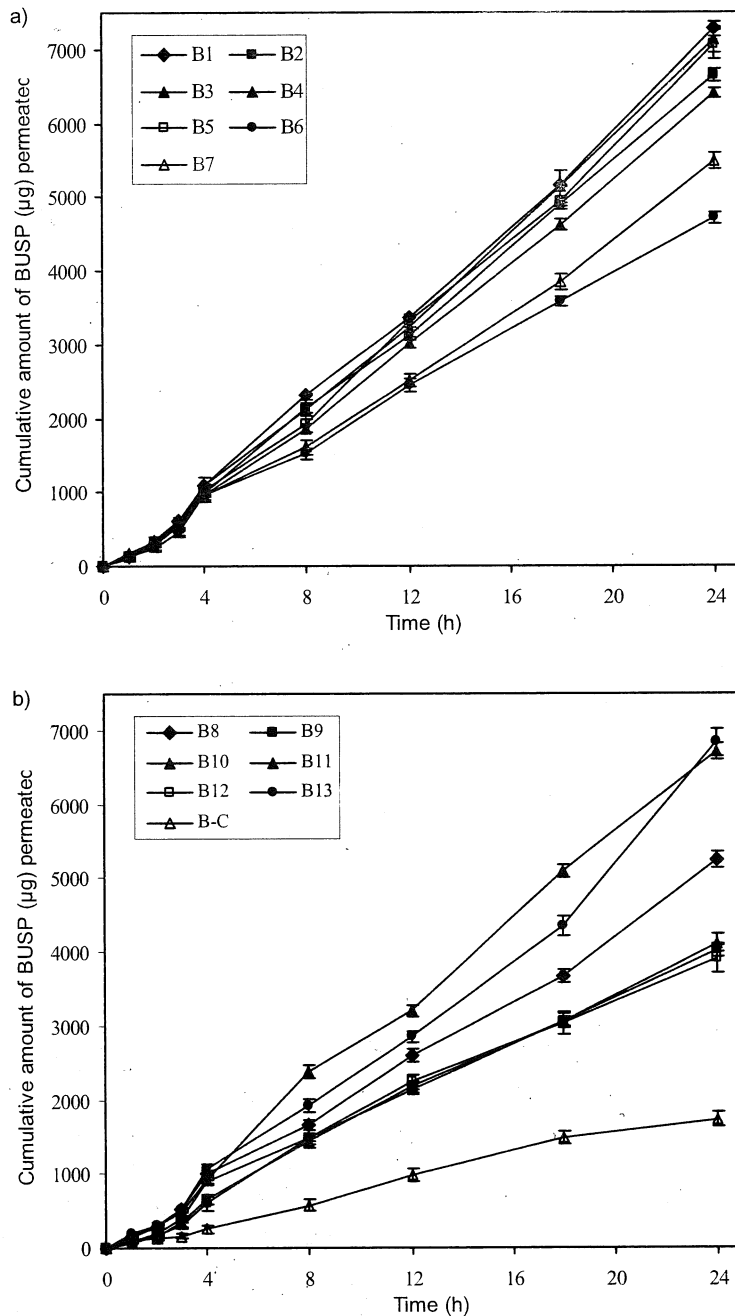 a)
Cumulative amount of BUSP (µg) permeatec
7000
6000
5000
4000
3000
2000
1000
0
B1 B2
B3 B4
B5 B6
B7
0 4 8 12 16 20 24
Time (h)
b)
Cumulative amount of BUSP (µg) permeatec
7000
6000
5000
4000
3000
2000
1000
0
B8 B9
B10 B11
B12 B13
B-C
0 4 8 12 16 20 24
Time (h)